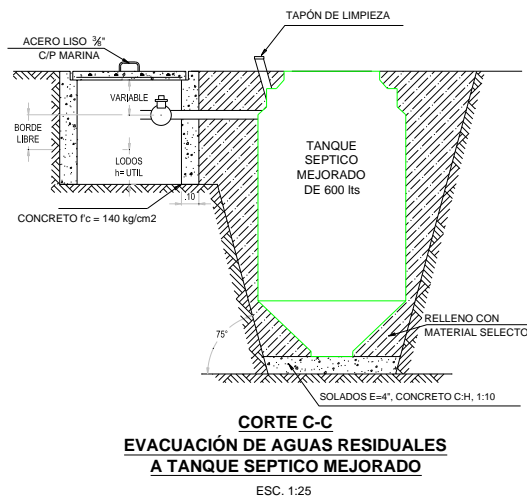 TAPÓN DE LIMPIEZA
ACERO LISO ⅜"
C/P MARINA
VARIABLE
BORDE
LIBRE
LODOS
h= UTIL
TANQUE
SEPTICO
MEJORADO
DE 600 lts
.10
CONCRETO f'c = 140 kg/cm2
RELLENO CON
MATERIAL SELECTO
75°
SOLADOS E=4", CONCRETO C:H, 1:10
CORTE C-C
EVACUACIÓN DE AGUAS RESIDUALES
A TANQUE SEPTICO MEJORADO
ESC. 1:25